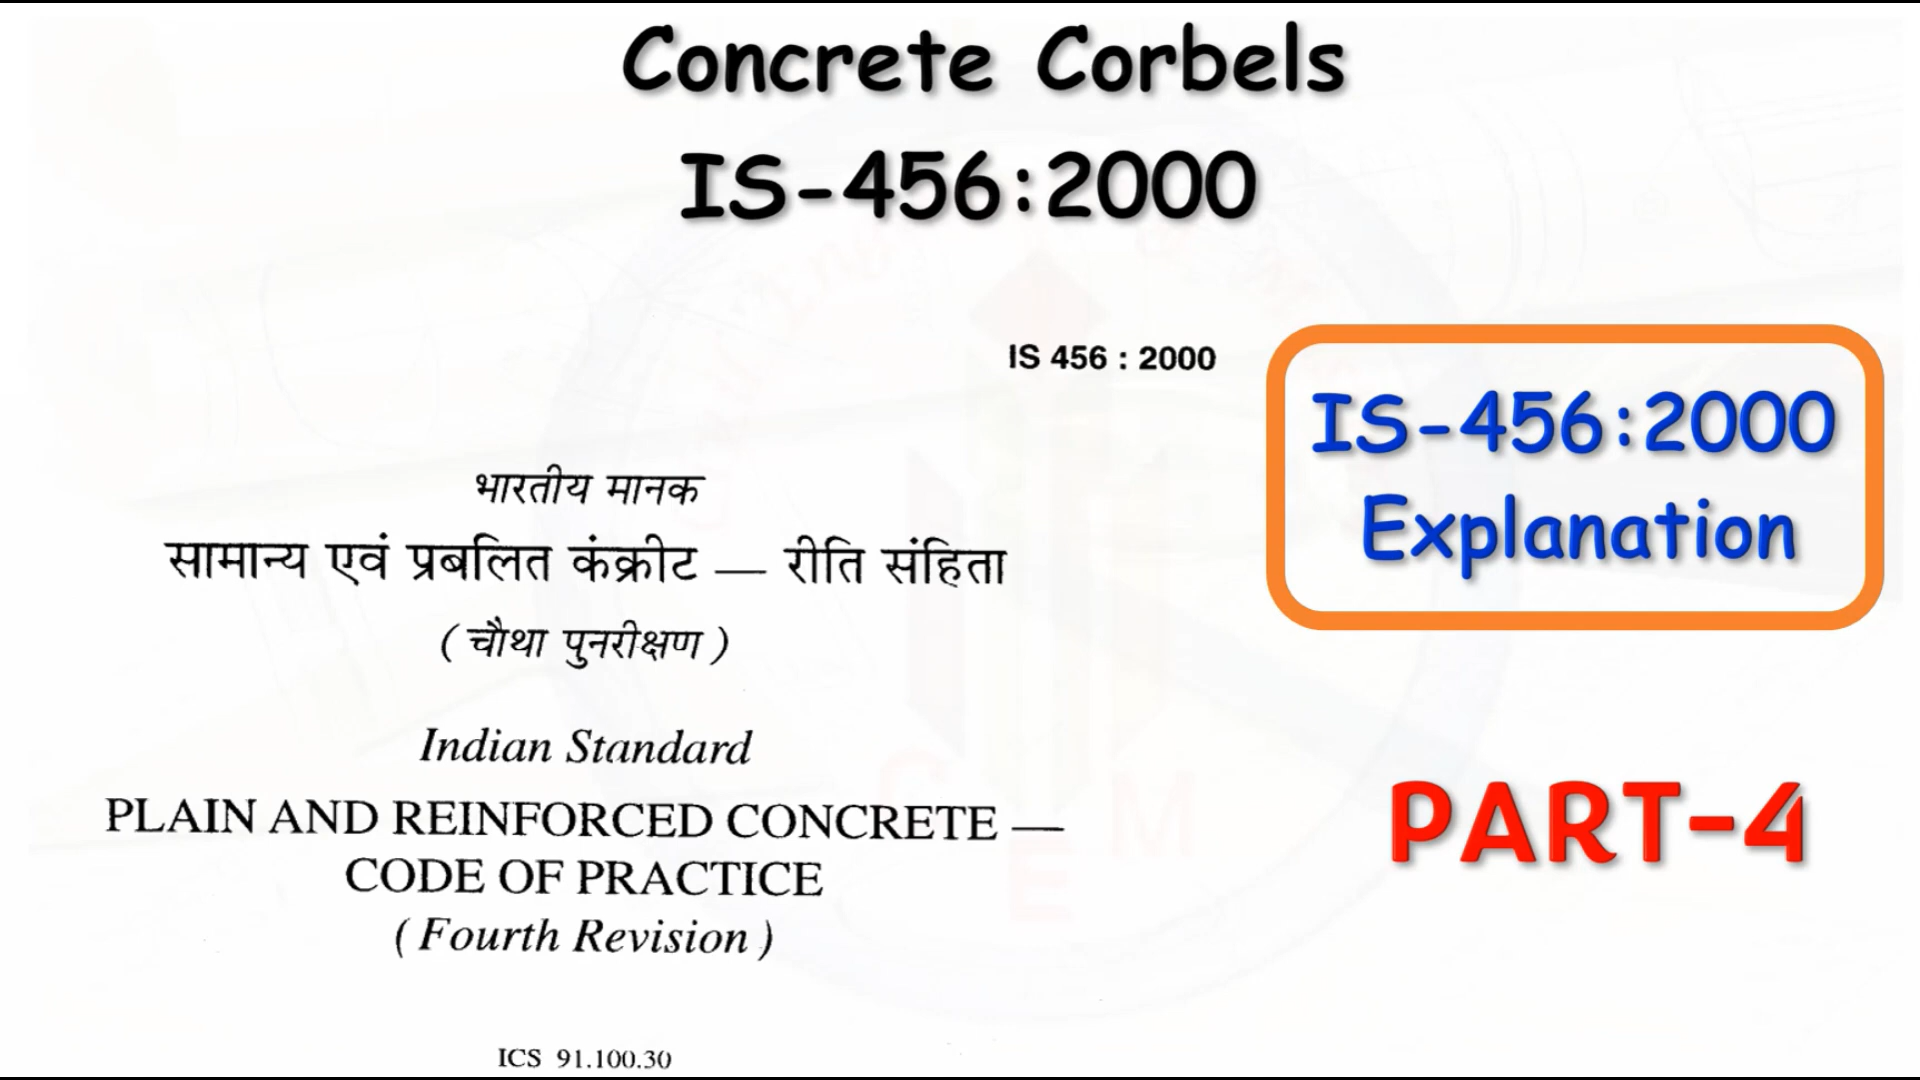 Concrete Corbels
IS-456:2000
IS 456 : 2000
IS-456:2000
Explanation
भारतीय मानक
सामान्य एवं प्रबलित कंक्रीट — रीति संहिता
( चौथा पुनरीक्षण )
Indian Standard
PLAIN AND REINFORCED CONCRETE —
CODE OF PRACTICE
( Fourth Revision )
PART-4
C
E
M
ICS 91.100.30